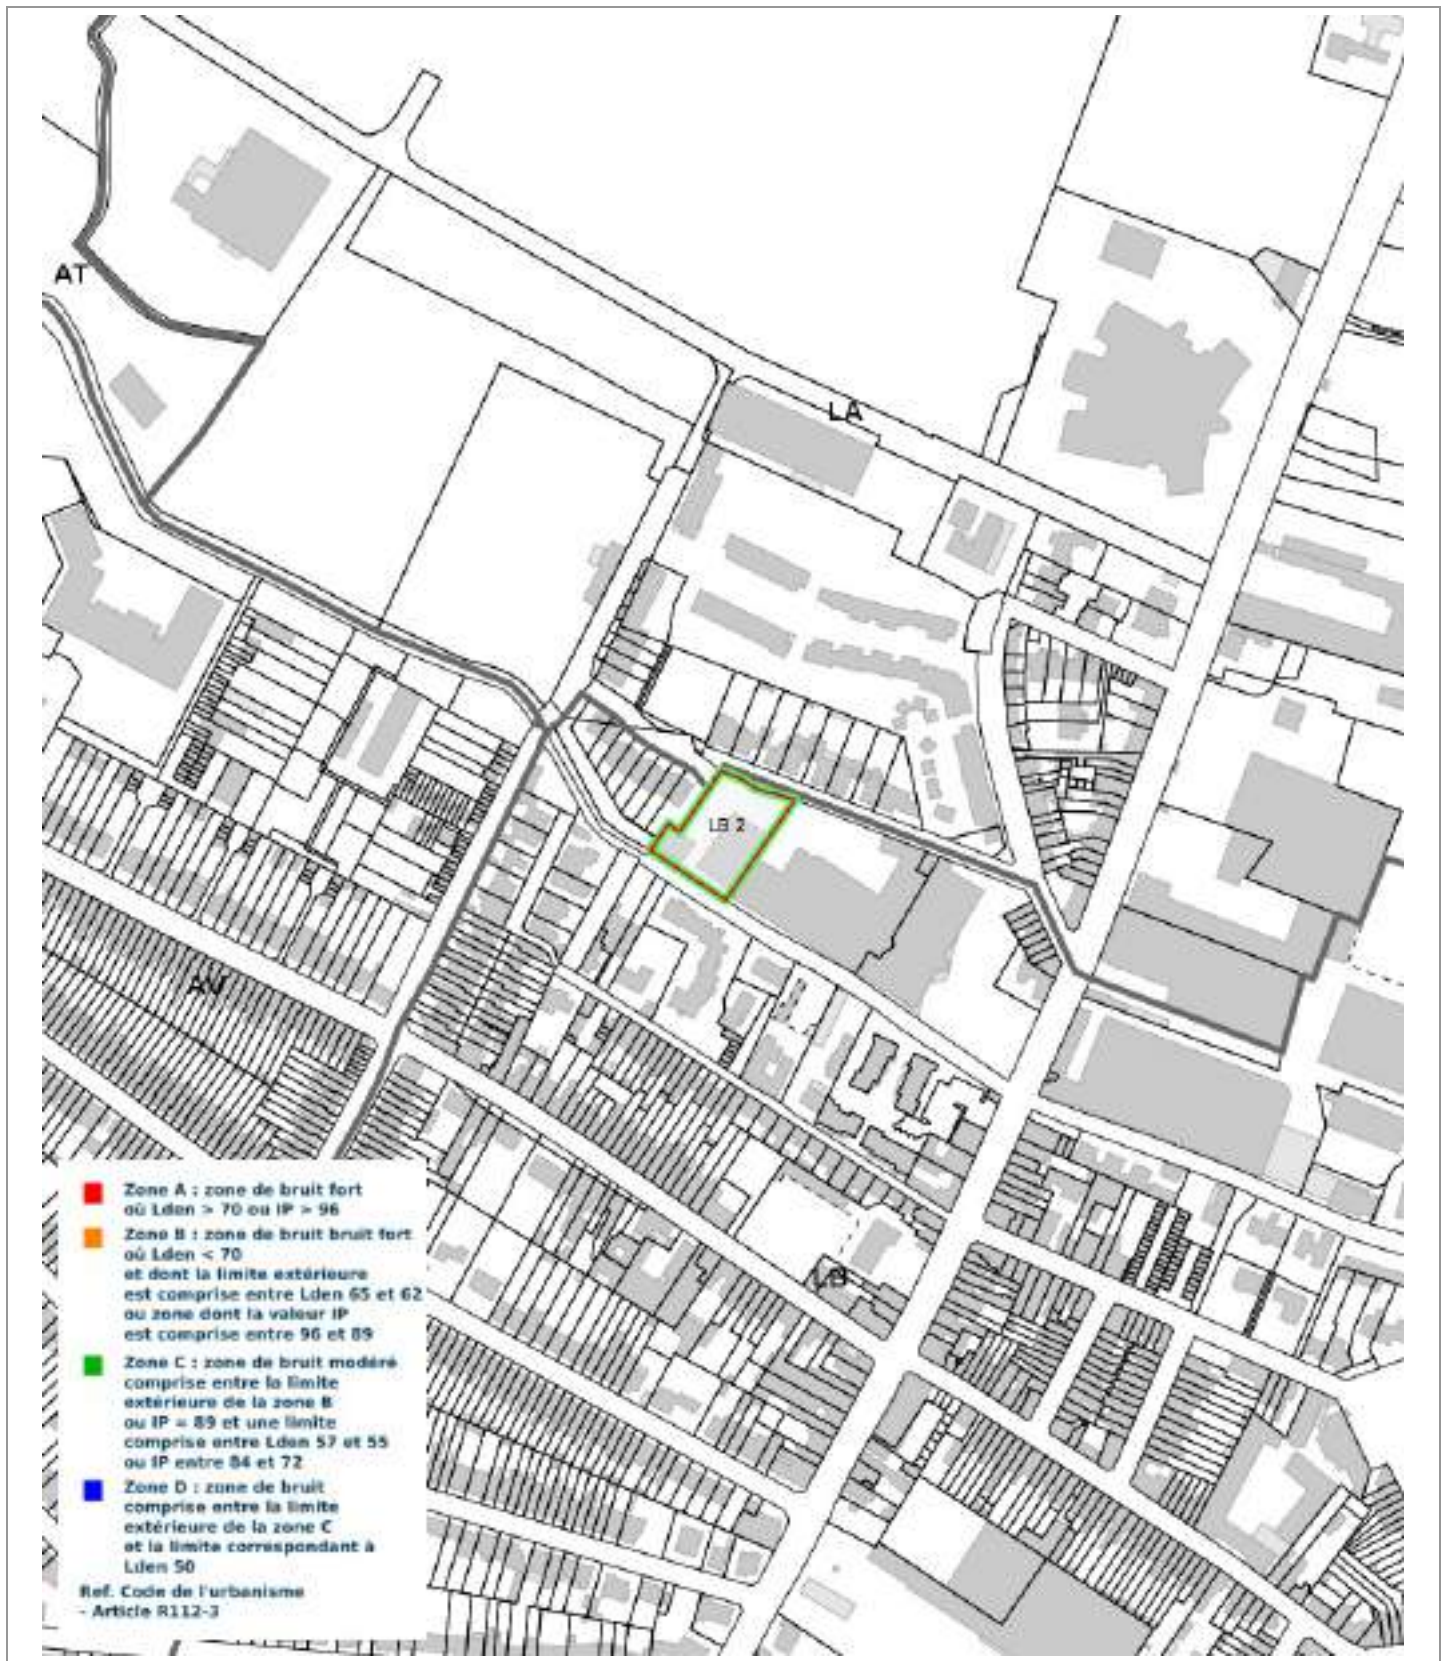 AT
LA
LB 2
AV
LB
Zone A : zone de bruit fort
où Lden > 70 ou IP > 96
Zone B : zone de bruit bruit fort
où Lden < 70
et dont la limite extérieure
est comprise entre Lden 65 et 62
ou zone dont la valeur IP
est comprise entre 96 et 89
Zone C : zone de bruit modéré
comprise entre la limite
extérieure de la zone B
ou IP = 89 et une limite
comprise entre Lden 57 et 55
ou IP entre 84 et 72
Zone D : zone de bruit
comprise entre la limite
extérieure de la zone C
et la limite correspondant à
Lden 50
Ref. Code de l'urbanisme
- Article R112-3